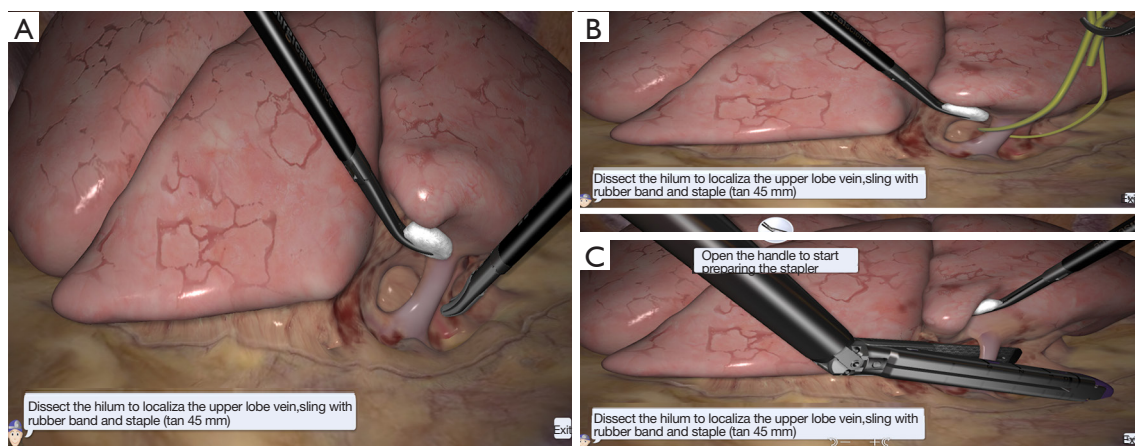 A
Dissect the hilum to localiza the upper lobe vein,sling with
rubber band and staple (tan 45 mm)
Exit
B
Dissect the hilum to localiza the upper lobe vein,sling with
rubber band and staple (tan 45 mm)
C
Open the handle to start
preparing the stapler
Dissect the hilum to localiza the upper lobe vein,sling with
rubber band and staple (tan 45 mm)